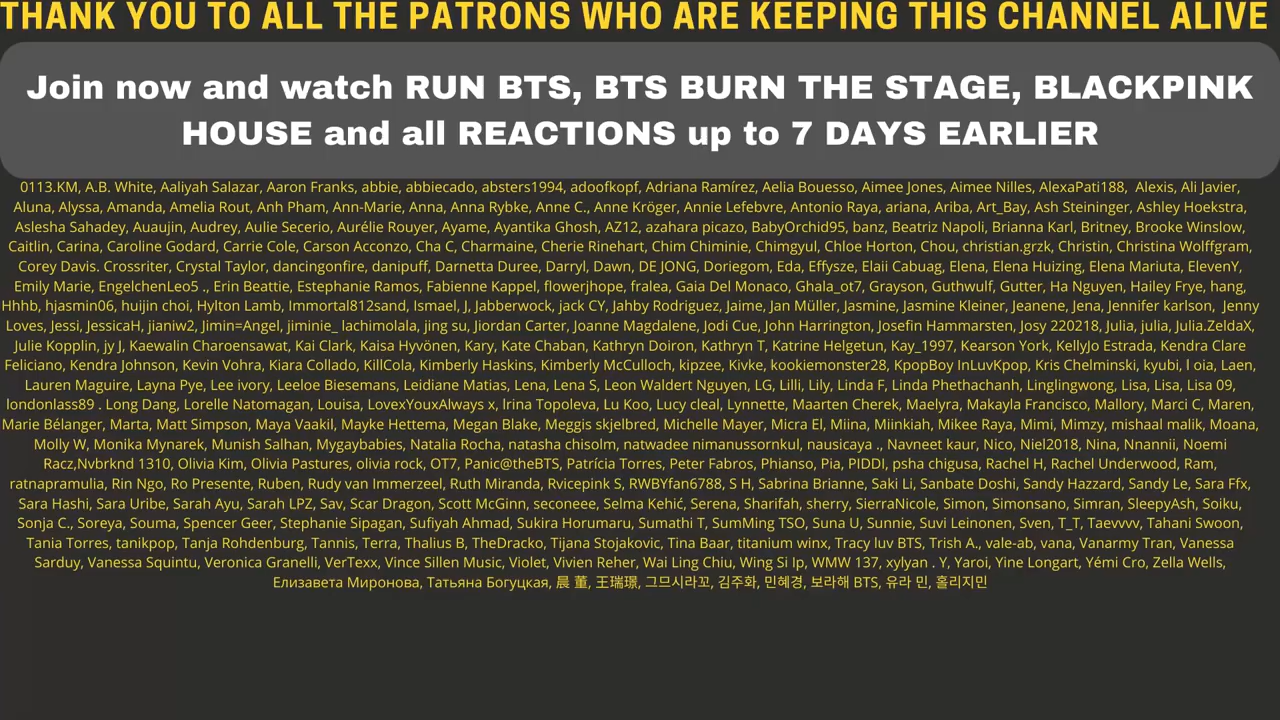 THANK YOU TO ALL THE PATRONS WHO ARE KEEPING THIS CHANNEL ALIVE
Join now and watch RUN BTS, BTS BURN THE STAGE, BLACKPINK
HOUSE and all REACTIONS up to 7 DAYS EARLIER
0113.KM, A.B. White, Aaliyah Salazar, Aaron Franks, abbie, abbiecado, absters1994, adoofkopf, Adriana Ramírez, Aelia Bouesso, Aimee Jones, Aimee Nilles, AlexaPati188,  Alexis, Ali Javier,
Aluna, Alyssa, Amanda, Amelia Rout, Anh Pham, Ann-Marie, Anna, Anna Rybke, Anne C., Anne Kröger, Annie Lefebvre, Antonio Raya, ariana, Ariba, Art_Bay, Ash Steininger, Ashley Hoekstra,
Aslesha Sahadey, Auaujin, Audrey, Aulie Secerio, Aurélie Rouyer, Ayame, Ayantika Ghosh, AZ12, azahara picazo, BabyOrchid95, banz, Beatriz Napoli, Brianna Karl, Britney, Brooke Winslow,
Caitlin, Carina, Caroline Godard, Carrie Cole, Carson Acconzo, Cha C, Charmaine, Cherie Rinehart, Chim Chiminie, Chimgyul, Chloe Horton, Chou, christian.grzk, Christin, Christina Wolffgram,
Corey Davis. Crossriter, Crystal Taylor, dancingonfire, danipuff, Darnetta Duree, Darryl, Dawn, DE JONG, Doriegom, Eda, Effysze, Elaii Cabuag, Elena, Elena Huizing, Elena Mariuta, ElevenY,
Emily Marie, EngelchenLeo5 ., Erin Beattie, Estephanie Ramos, Fabienne Kappel, flowerjhope, fralea, Gaia Del Monaco, Ghala_ot7, Grayson, Guthwulf, Gutter, Ha Nguyen, Hailey Frye, hang,
Hhhb, hjasmin06, huijin choi, Hylton Lamb, Immortal812sand, Ismael, J, Jabberwock, jack CY, Jahby Rodriguez, Jaime, Jan Müller, Jasmine, Jasmine Kleiner, Jeanene, Jena, Jennifer karlson,  Jenny
Loves, Jessi, JessicaH, jianiw2, Jimin=Angel, jiminie_ lachimolala, jing su, Jiordan Carter, Joanne Magdalene, Jodi Cue, John Harrington, Josefin Hammarsten, Josy 220218, Julia, julia, Julia.ZeldaX,
Julie Kopplin, jy J, Kaewalin Charoensawat, Kai Clark, Kaisa Hyvönen, Kary, Kate Chaban, Kathryn Doiron, Kathryn T, Katrine Helgetun, Kay_1997, Kearson York, KellyJo Estrada, Kendra Clare
Feliciano, Kendra Johnson, Kevin Vohra, Kiara Collado, KillCola, Kimberly Haskins, Kimberly McCulloch, kipzee, Kivke, kookiemonster28, KpopBoy InLuvKpop, Kris Chelminski, kyubi, l oia, Laen,
Lauren Maguire, Layna Pye, Lee ivory, Leeloe Biesemans, Leidiane Matias, Lena, Lena S, Leon Waldert Nguyen, LG, Lilli, Lily, Linda F, Linda Phethachanh, Linglingwong, Lisa, Lisa, Lisa 09,
londonlass89 . Long Dang, Lorelle Natomagan, Louisa, LovexYouxAlways x, lrina Topoleva, Lu Koo, Lucy cleal, Lynnette, Maarten Cherek, Maelyra, Makayla Francisco, Mallory, Marci C, Maren,
Marie Bélanger, Marta, Matt Simpson, Maya Vaakil, Mayke Hettema, Megan Blake, Meggis skjelbred, Michelle Mayer, Micra El, Miina, Miinkiah, Mikee Raya, Mimi, Mimzy, mishaal malik, Moana,
Molly W, Monika Mynarek, Munish Salhan, Mygaybabies, Natalia Rocha, natasha chisolm, natwadee nimanussornkul, nausicaya ., Navneet kaur, Nico, Niel2018, Nina, Nnannii, Noemi
Racz,Nvbrknd 1310, Olivia Kim, Olivia Pastures, olivia rock, OT7, Panic@theBTS, Patrícia Torres, Peter Fabros, Phianso, Pia, PIDDI, psha chigusa, Rachel H, Rachel Underwood, Ram,
ratnapramulia, Rin Ngo, Ro Presente, Ruben, Rudy van Immerzeel, Ruth Miranda, Rvicepink S, RWBYfan6788, S H, Sabrina Brianne, Saki Li, Sanbate Doshi, Sandy Hazzard, Sandy Le, Sara Ffx,
Sara Hashi, Sara Uribe, Sarah Ayu, Sarah LPZ, Sav, Scar Dragon, Scott McGinn, seconeee, Selma Kehić, Serena, Sharifah, sherry, SierraNicole, Simon, Simonsano, Simran, SleepyAsh, Soiku,
Sonja C., Soreya, Souma, Spencer Geer, Stephanie Sipagan, Sufiyah Ahmad, Sukira Horumaru, Sumathi T, SumMing TSO, Suna U, Sunnie, Suvi Leinonen, Sven, T_T, Taevvvv, Tahani Swoon,
Tania Torres, tanikpop, Tanja Rohdenburg, Tannis, Terra, Thalius B, TheDracko, Tijana Stojakovic, Tina Baar, titanium winx, Tracy luv BTS, Trish A., vale-ab, vana, Vanarmy Tran, Vanessa
Sarduy, Vanessa Squintu, Veronica Granelli, VerTexx, Vince Sillen Music, Violet, Vivien Reher, Wai Ling Chiu, Wing Si Ip, WMW 137, xylyan . Y, Yaroi, Yine Longart, Yémi Cro, Zella Wells,
Елизавета Миронова, Татьяна Богуцкая, 晨 董, 王瑞璟, 그므시라꼬, 김주화, 민혜경, 보라해 BTS, 유라 민, 홀리지민